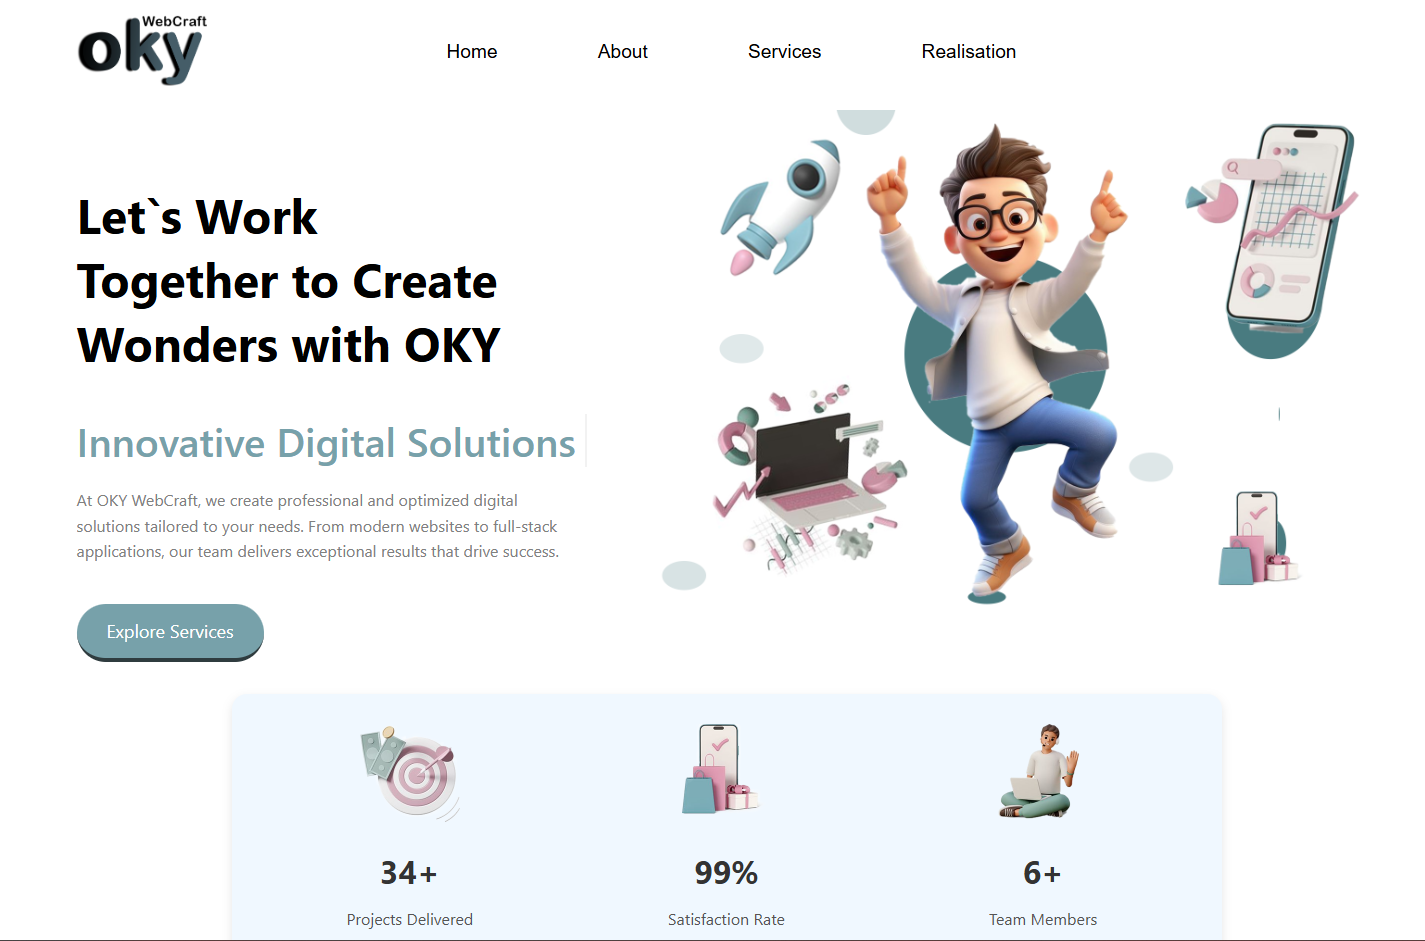 WebCraft
oky
Home About Services Realisation
Let`s Work
Together to Create
Wonders with OKY
Innovative Digital Solutions
At OKY WebCraft, we create professional and optimized digital
solutions tailored to your needs. From modern websites to full-stack
applications, our team delivers exceptional results that drive success.
Explore Services
34+ 99% 6+
Projects Delivered Satisfaction Rate Team Members